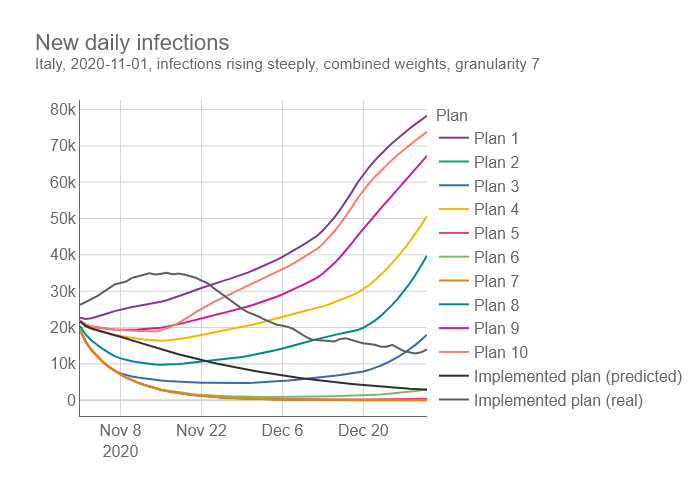 New daily infections
Italy, 2020-11-01, infections rising steeply, combined weights, granularity 7
80k
70k
60k
50k
40k
30k
20k
10k
0
Nov 8
2020
Nov 22
Dec 6
Dec 20
Plan
Plan 1
Plan 2
Plan 3
Plan 4
Plan 5
Plan 6
Plan 7
Plan 8
Plan 9
Plan 10
Implemented plan (predicted)
Implemented plan (real)